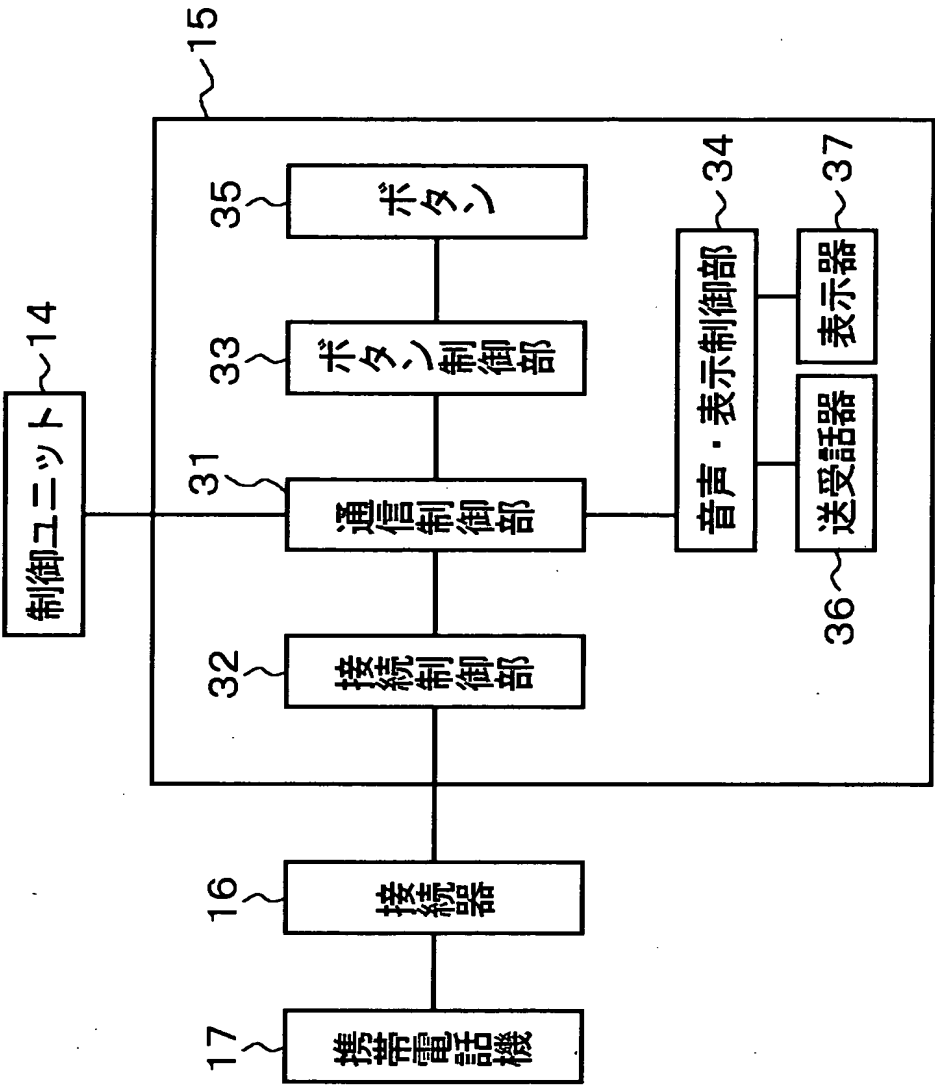 制御ユニット
14
15
携帯電話機
17
接続器
16
接続制御部
32
通信制御部
31
ボタン制御部
33
ボタン
35
音声・表示制御部
34
送受話器
36
表示器
37